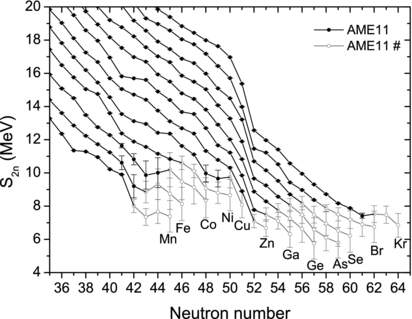 20
18
16
14
12
10
8
6
4
S2n (MeV)
AME11
AME11 #
Mn
Fe
Co
Ni
Cu
Zn
Ga
Ge
As
Se
Br
Kr
36 38 40 42 44 46 48 50 52 54 56 58 60 62 64
Neutron number